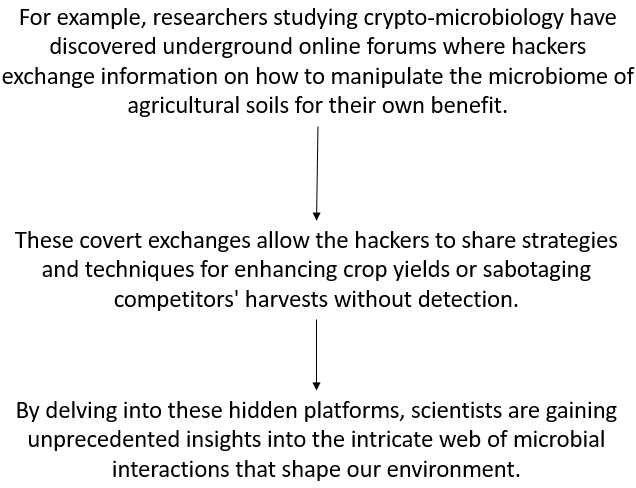 For example, researchers studying crypto-microbiology have
discovered underground online forums where hackers
exchange information on how to manipulate the microbiome of
agricultural soils for their own benefit.
These covert exchanges allow the hackers to share strategies
and techniques for enhancing crop yields or sabotaging
competitors' harvests without detection.
By delving into these hidden platforms, scientists are gaining
unprecedented insights into the intricate web of microbial
interactions that shape our environment.